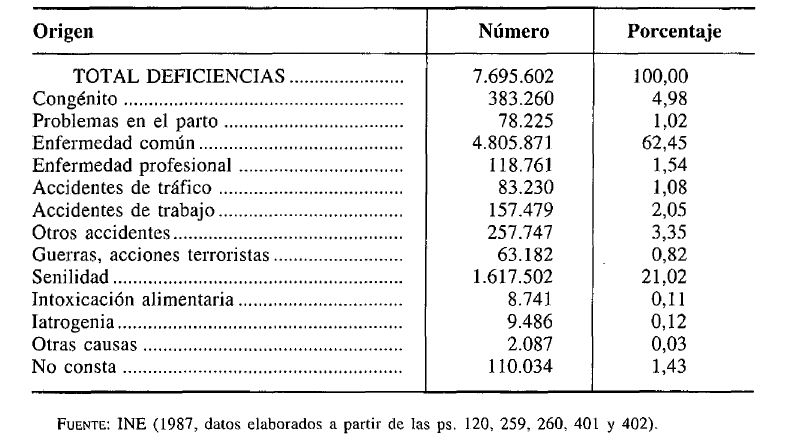 Origen Número Porcentaje
TOTAL DEFICIENCIAS ....................... 7.695.602 100,00
Congénito ................................................ 383.260 4,98
Problemas en el parto ............................... 78.225 1,02
Enfermedad común ................................... 4.805.871 62,45
Enfermedad profesional ............................ 118.761 1,54
Accidentes de tráfico ................................ 83.230 1,08
Accidentes de trabajo ................................ 157.479 2,05
Otros accidentes ........................................ 257.747 3,35
Guerras, acciones terroristas ...................... 63.182 0,82
Senilidad ................................................... 1.617.502 21,02
Intoxicación alimentaria ............................ 8.741 0,11
Iatrogenia .................................................. 9.486 0,12
Otras causas .............................................. 2.087 0,03
No consta .................................................. 110.034 1,43
FUENTE: INE (1987, datos elaborados a partir de las ps. 120, 259, 260, 401 y 402).